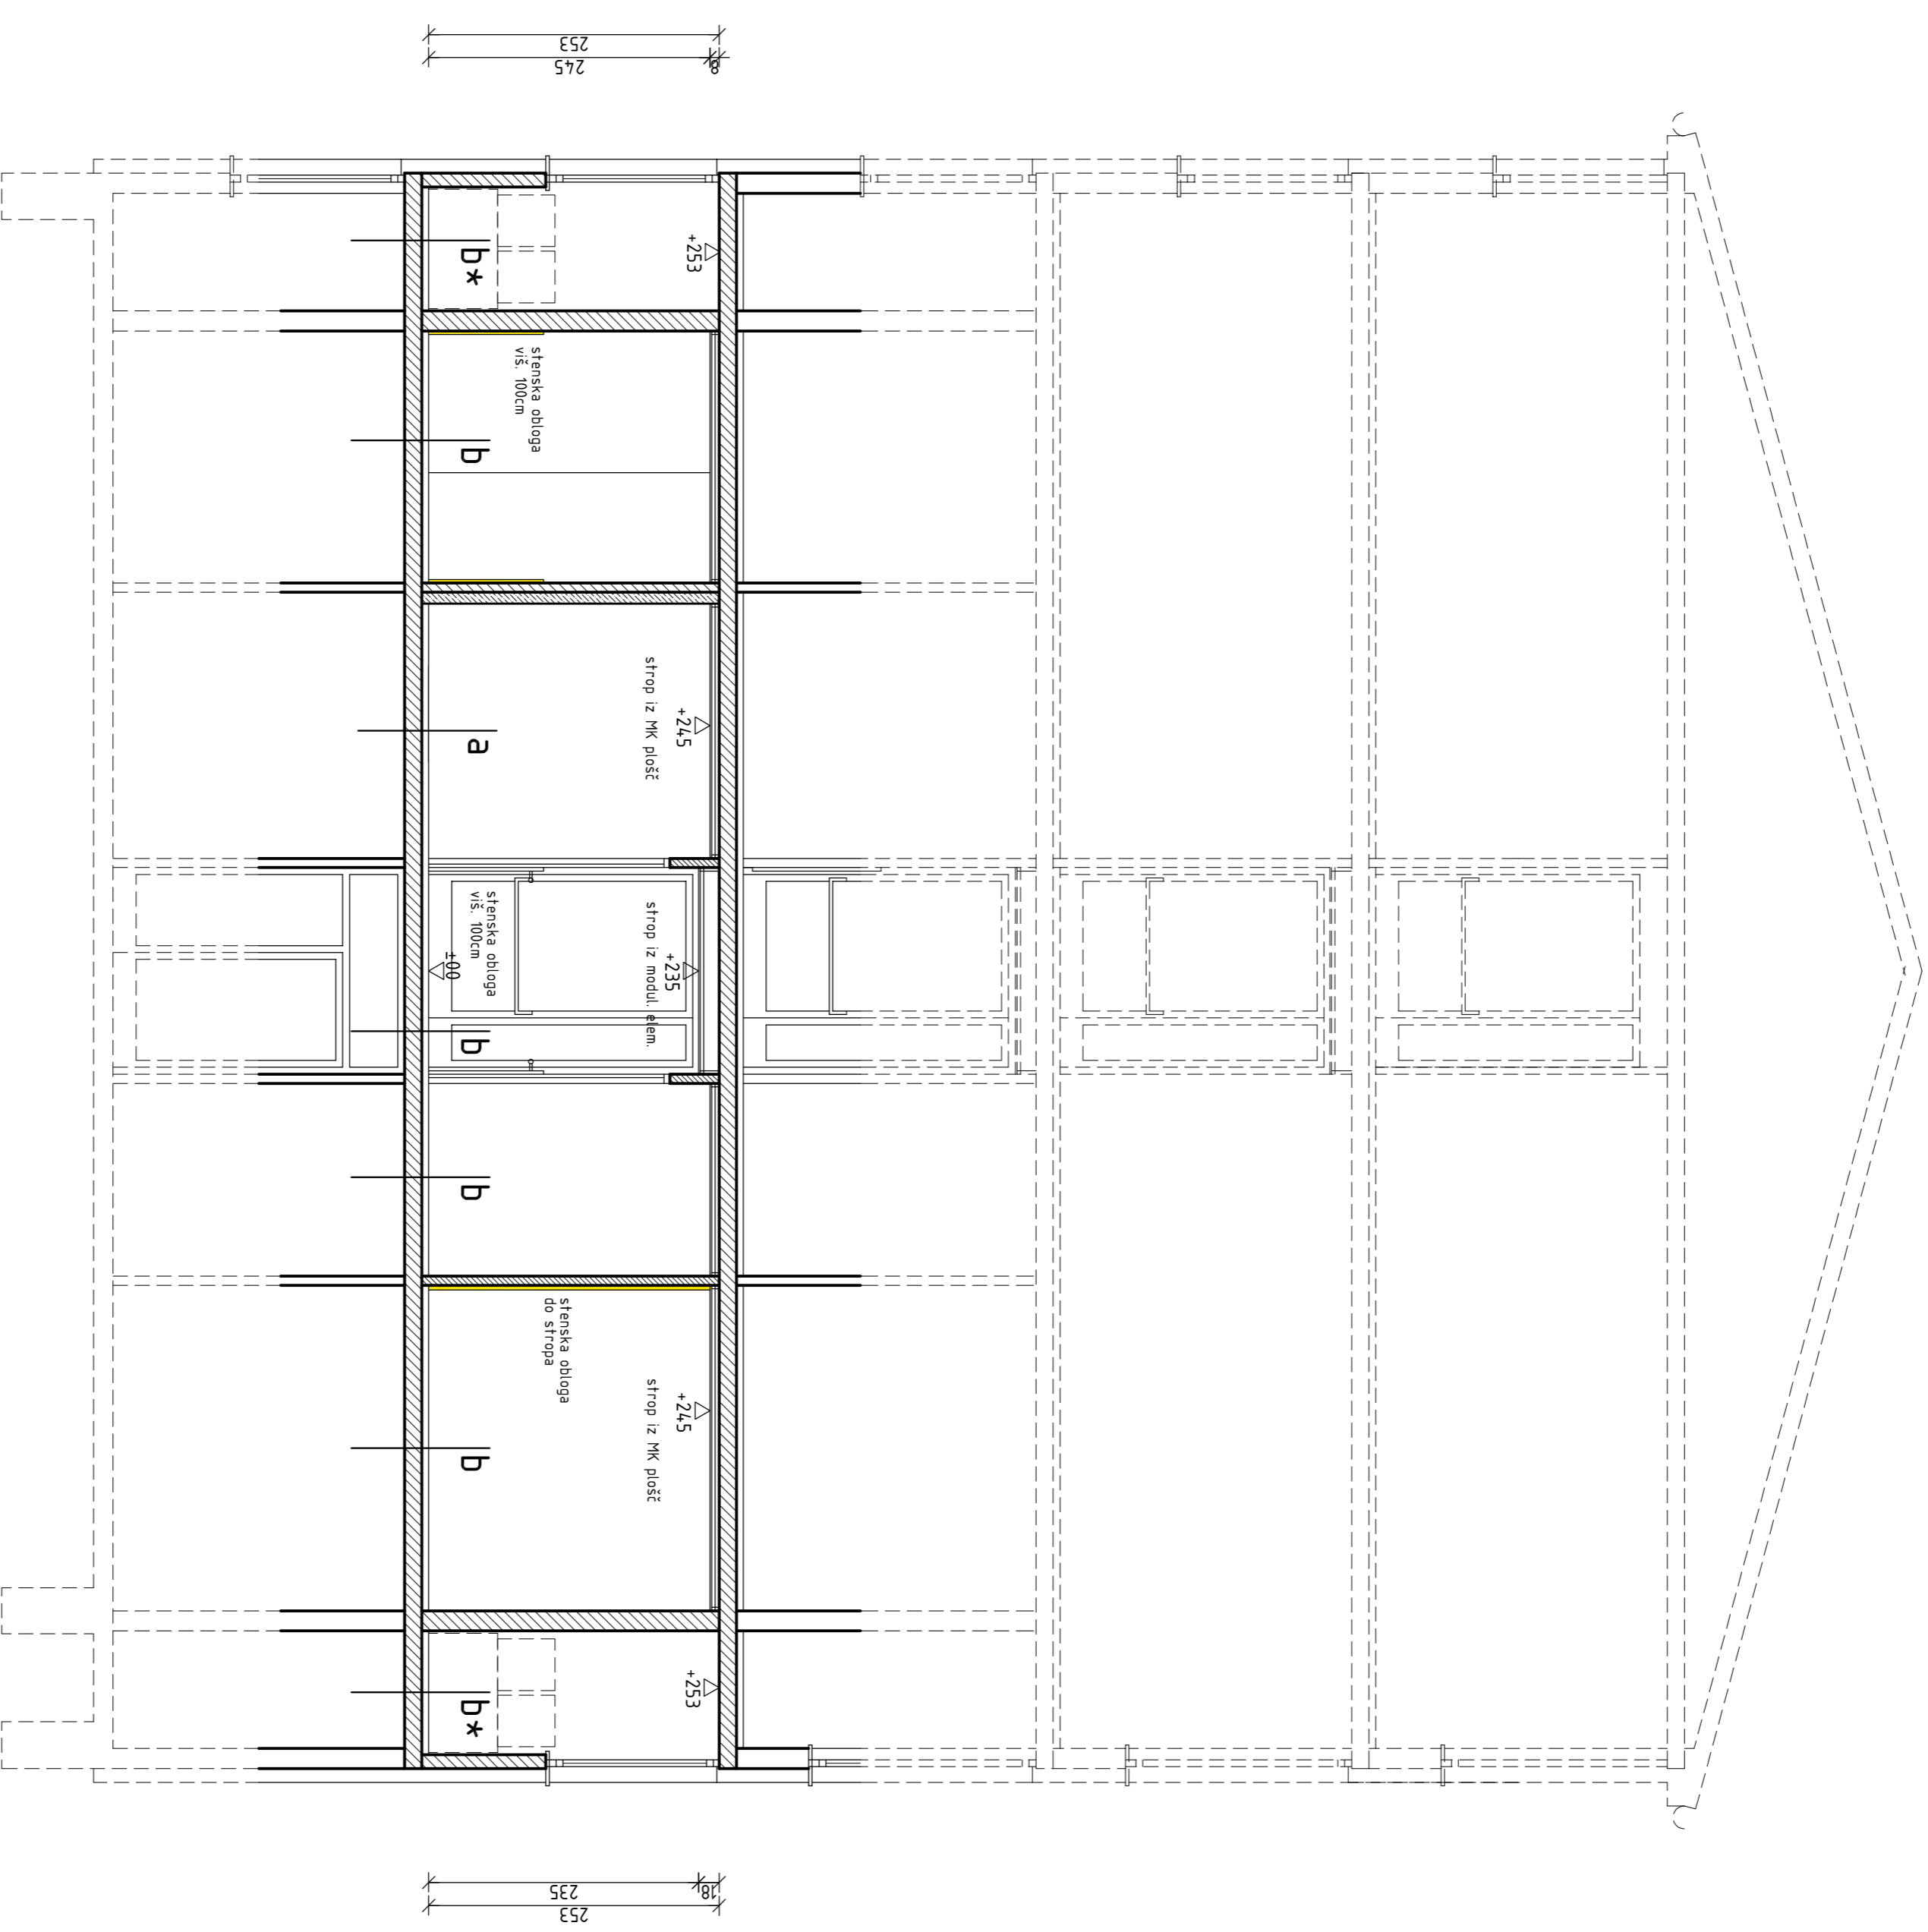 253
245
8
b*
+253
stenska obloga
viš. 100cm
b
strop iz MK plošč
+245
a
stenska obloga
viš. 100cm
±00
strop iz modul. elem.
+235
b
b
stenska obloga
do stropa
strop iz MK plošč
+245
b
b*
+253
235
18
253